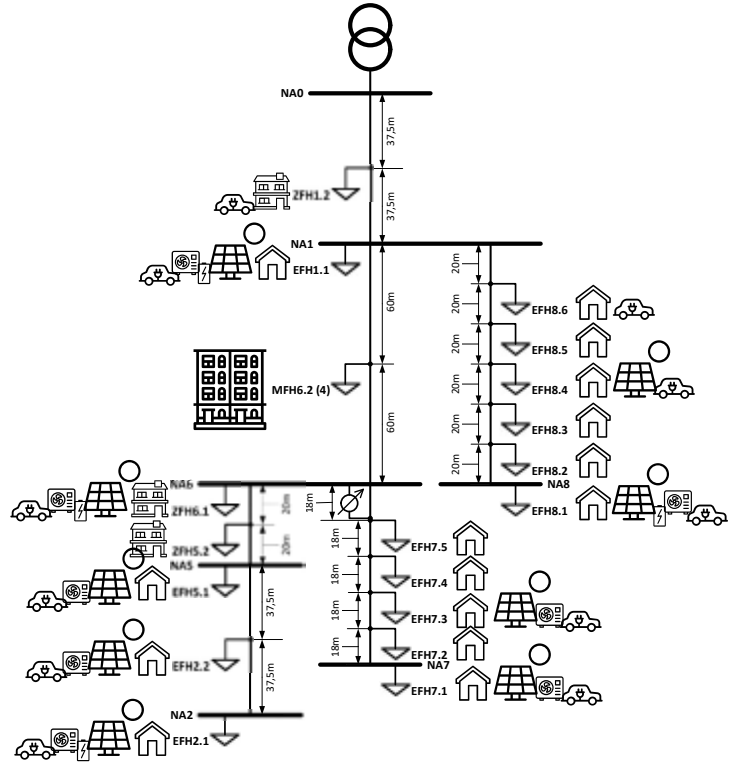 NA0
37,5m
ZFH1.2
37,5m
NA1
EFH1.1
20m
60m
20m
EFH8.6
20m
EFH8.5
MFH6.2 (4)
20m
EFH8.4
60m
20m
EFH8.3
20m
EFH8.2
NA6
NA8
ZFH6.1
20m
18m
EFH8.1
ZFH5.2
20m
18m
EFH7.5
NA5
18m
EFH7.4
EFH5.1
37,5m
18m
EFH7.3
EFH2.2
18m
EFH7.2
NA7
37,5m
EFH7.1
NA2
EFH2.1